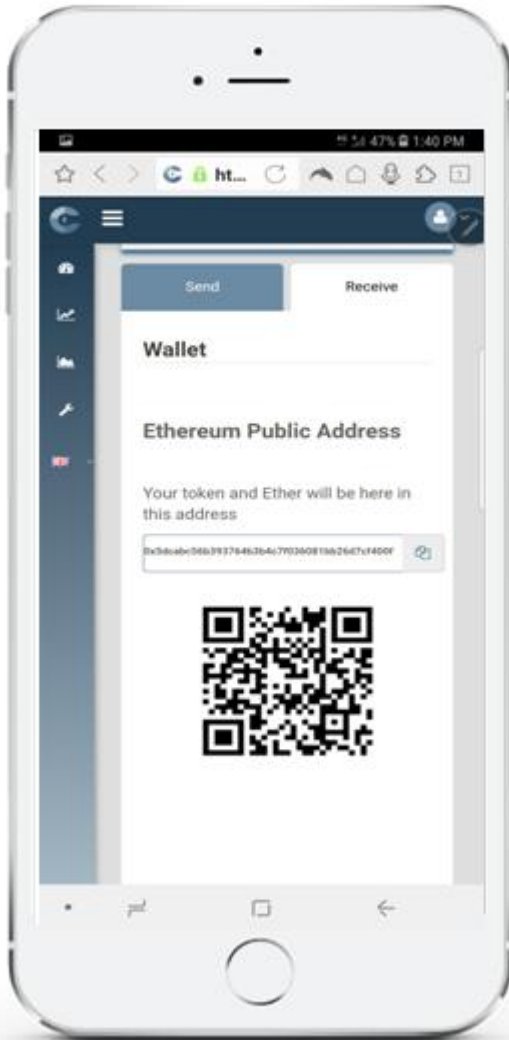 47% 1:40 PM
ht...
Send Receive
Wallet
Ethereum Public Address
Your token and Ether will be here in
this address